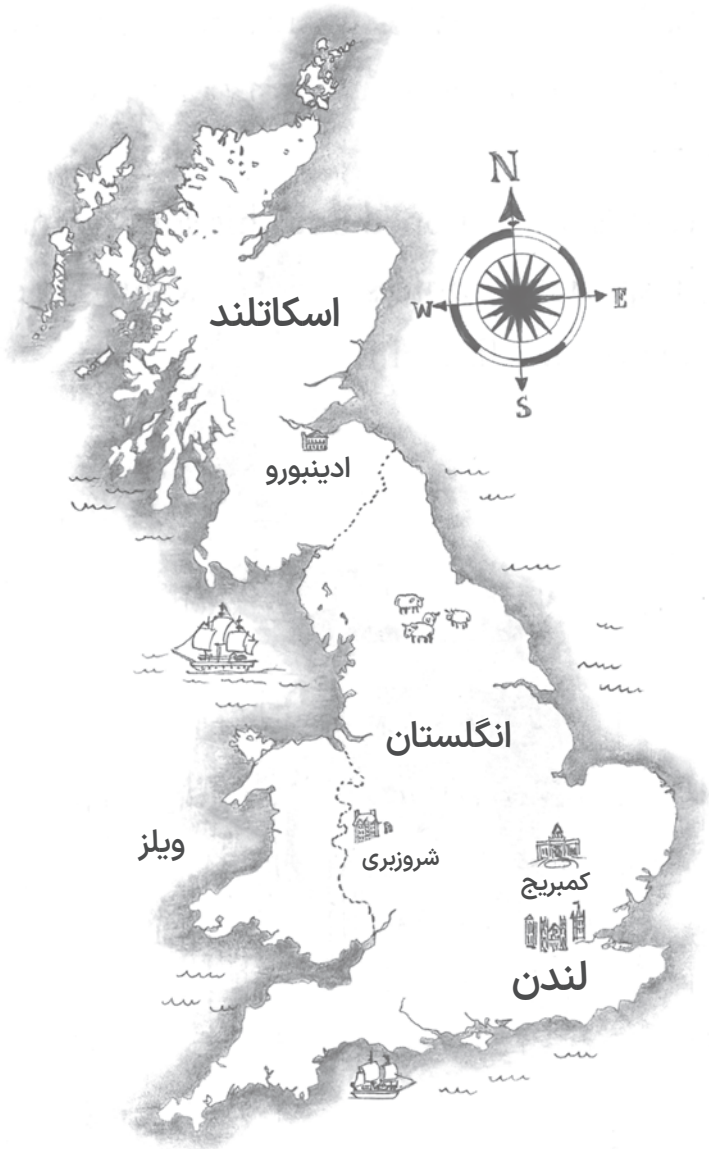 N
W
E
S
اسکاتلند
ادینبورو
انگلستان
ویلز
شروزبری
کمبریج
لندن